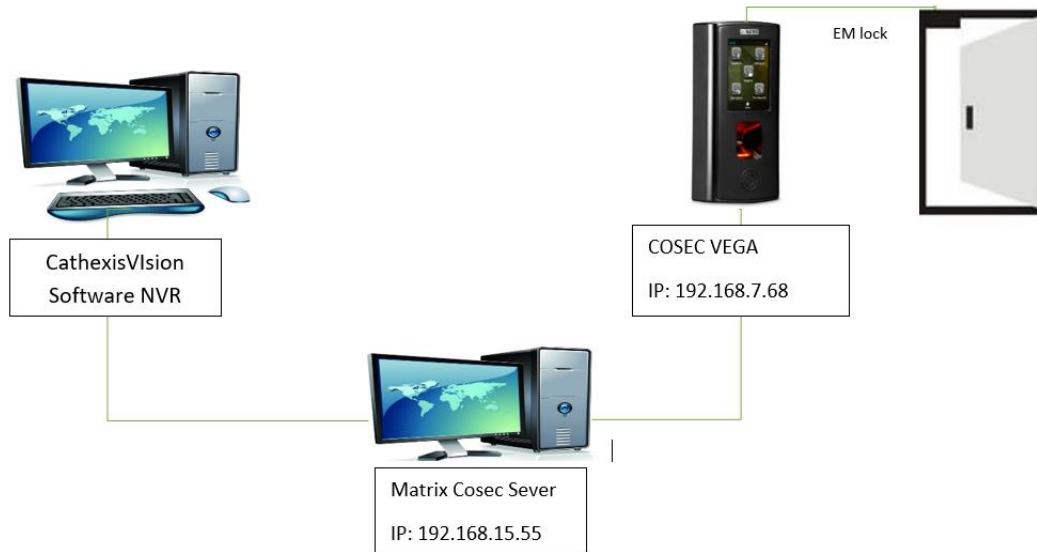 EM lock
CathexisVIsion
Software NVR
COSEC VEGA
IP: 192.168.7.68
Matrix Cosec Sever
IP: 192.168.15.55